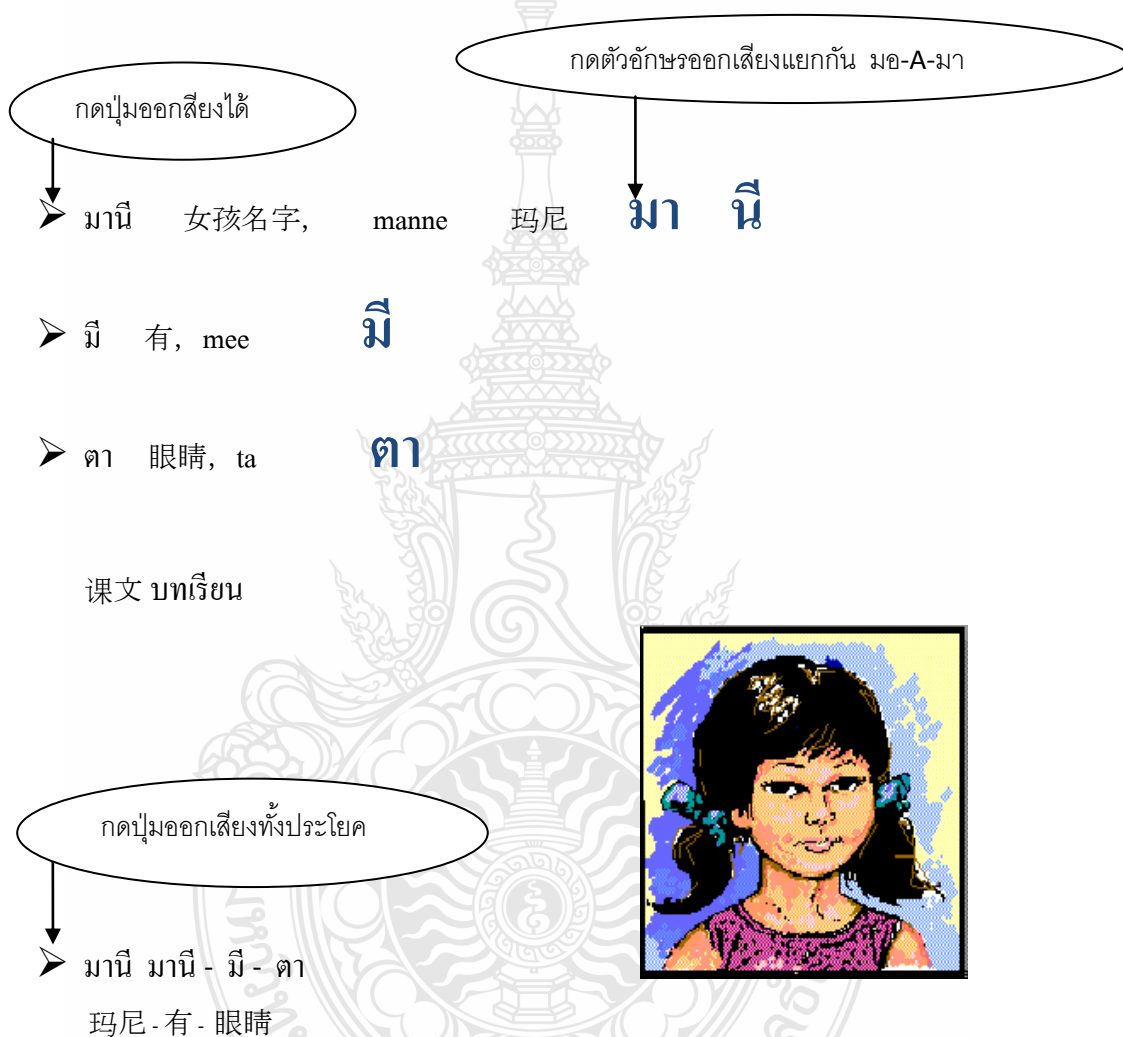 กดตัวอักษรออกเสียงแยกกัน มอ-A-มา
กดปุ่มออกสียงได้
➢ มานี 女孩名字, manne 玛尼 มา นี
➢ มี 有, mee มี
➢ ตา 眼睛, ta ตา
课文 บทเรียน
กดปุ่มออกเสียงทั้งประโยค
➢ มานี มานี - มี - ตา
玛尼 - 有 - 眼睛